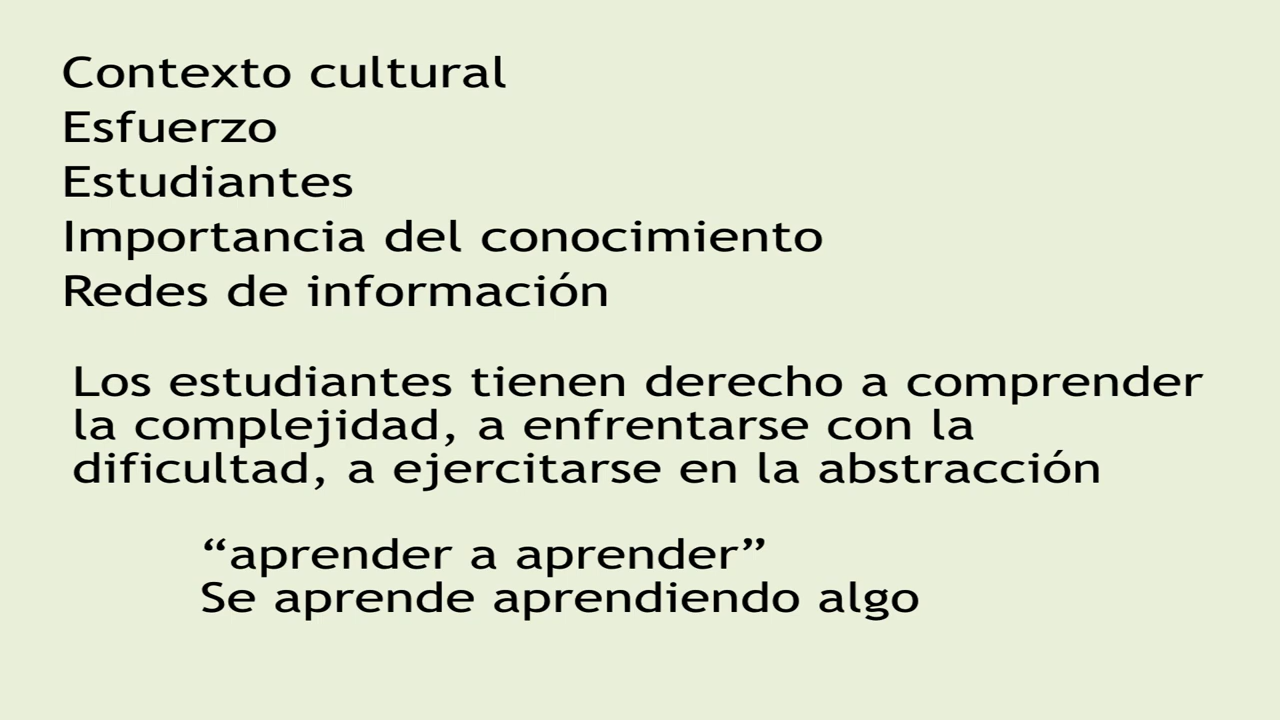 Contexto cultural
Esfuerzo
Estudiantes
Importancia del conocimiento
Redes de información
Los estudiantes tienen derecho a comprender
la complejidad, a enfrentarse con la
dificultad, a ejercitarse en la abstracción
“aprender a aprender”
Se aprende aprendiendo algo